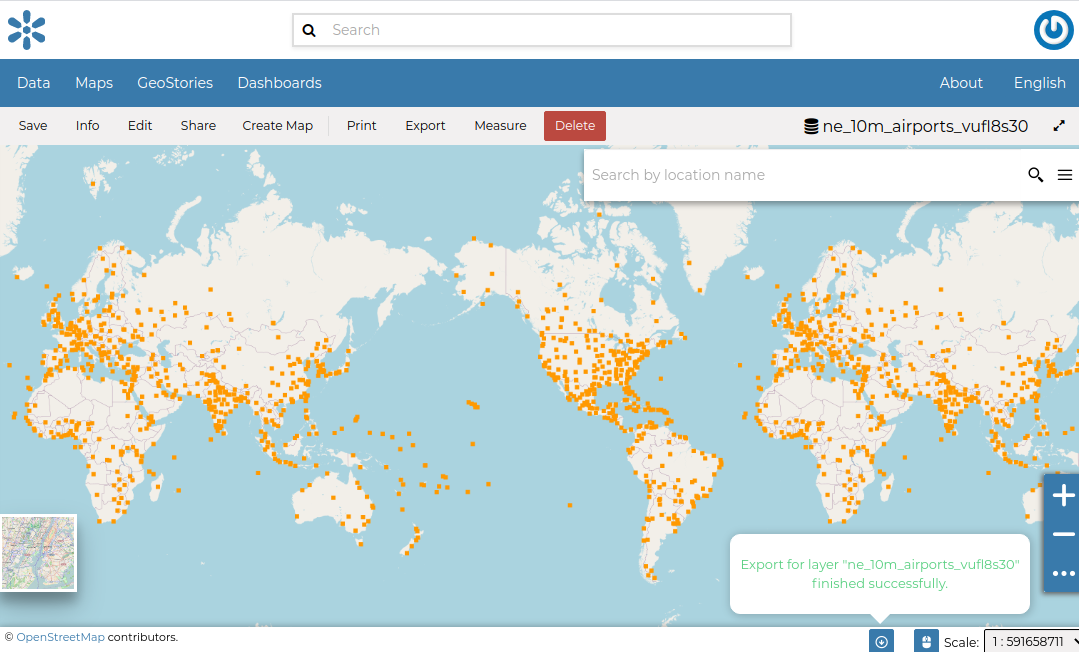 Search
Data Maps GeoStories Dashboards About English
Save Info Edit Share Create Map Print Export Measure Delete ne_10m_airports_vufl8s30
Search by location name
Export for layer "ne_10m_airports_vufl8s30"
finished successfully.
© OpenStreetMap contributors.
Scale: 1 : 591658711